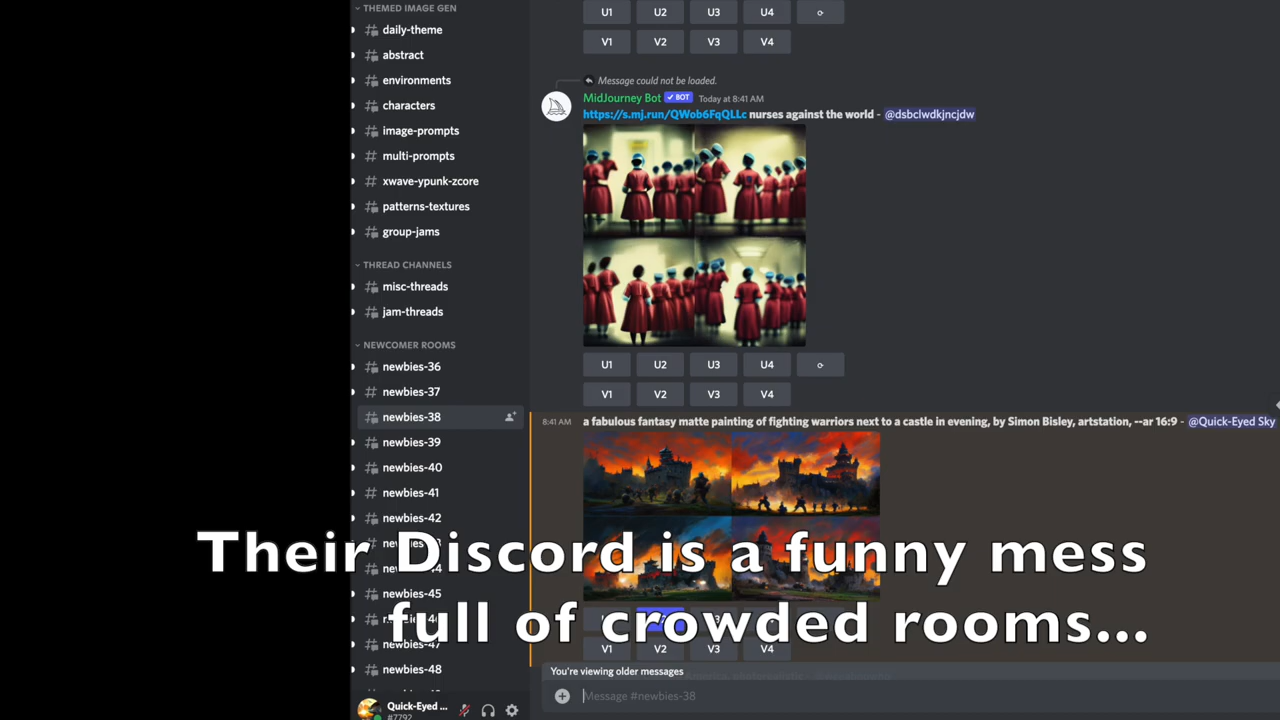 THEMED IMAGE GEN
daily-theme
abstract
environments
characters
image-prompts
multi-prompts
xwave-ypunk-zcore
patterns-textures
group-jams
THREAD CHANNELS
misc-threads
jam-threads
NEWCOMER ROOMS
newbies-36
newbies-37
newbies-38
newbies-39
newbies-40
newbies-41
newbies-42
newbies-45
newbies-47
newbies-48
Quick-Eyed ...
#7792
U1 U2 U3 U4
V1 V2 V3 V4
Message could not be loaded.
MidJourney Bot ✓ BOT Today at 8:41 AM
https://s.mj.run/QWob6FqQLLc nurses against the world - @dsbclwdkjncjdw
U1 U2 U3 U4
V1 V2 V3 V4
8:41 AM a fabulous fantasy matte painting of fighting warriors next to a castle in evening, by Simon Bisley, artstation, --ar 16:9 - @Quick-Eyed Sky
V1 V2 V3 V4
You're viewing older messages
Message #newbies-38
Their Discord is a funny mess
full of crowded rooms...